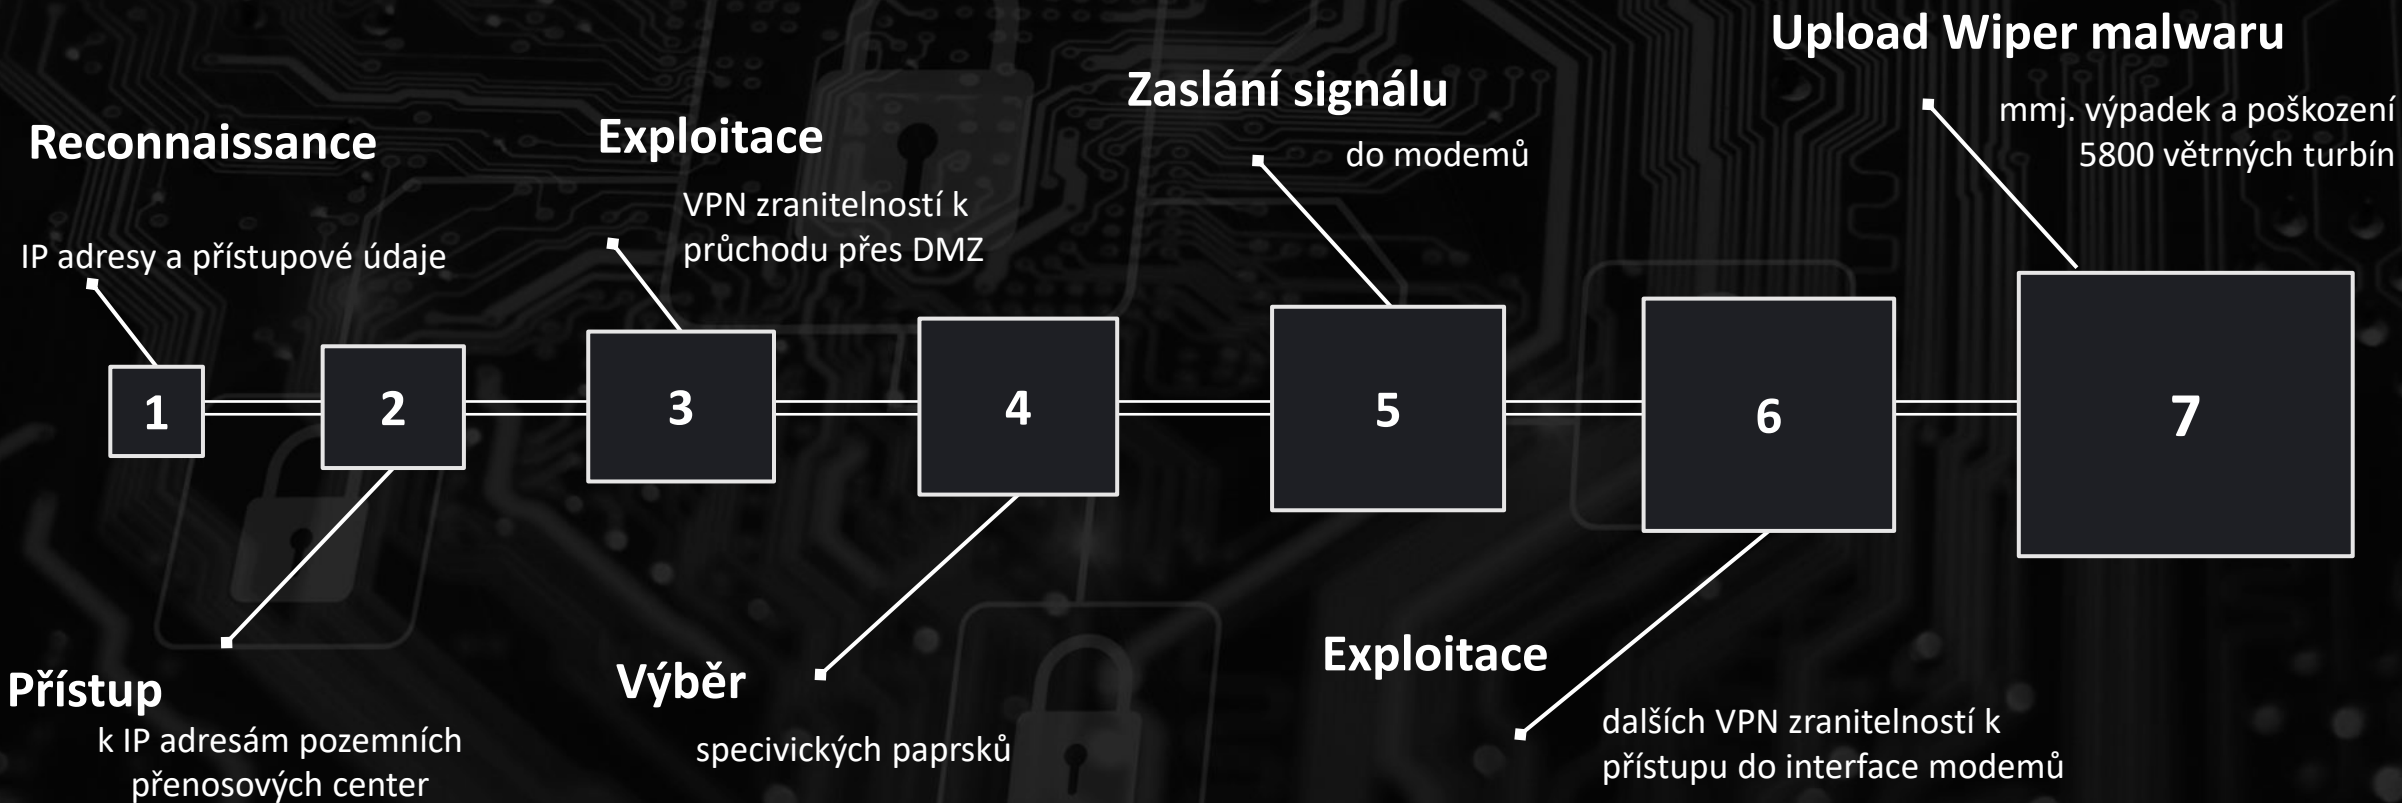 Reconnaissance
IP adresy a přístupové údaje
1
Přístup
k IP adresám pozemních
přenosových center
2
Exploitace
VPN zranitelností k
průchodu přes DMZ
3
Výběr
specivických paprsků
4
Zaslání signálu
do modemů
5
Exploitace
dalších VPN zranitelností k
přístupu do interface modemů
6
Upload Wiper malwaru
mmj. výpadek a poškození
5800 větrných turbín
7